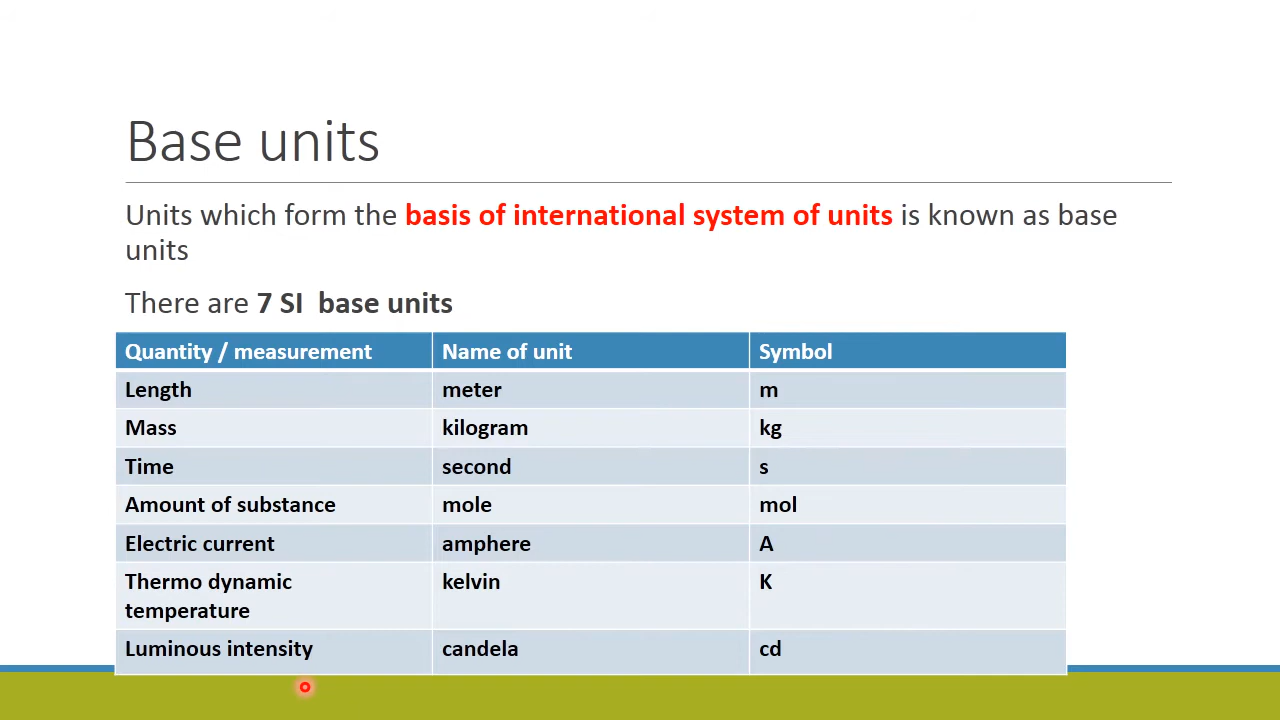 Base units
Units which form the basis of international system of units is known as base
units
There are 7 SI  base units
Quantity / measurement Name of unit Symbol
Length meter m
Mass kilogram kg
Time second s
Amount of substance mole mol
Electric current amphere A
Thermo dynamic kelvin K
temperature
Luminous intensity candela cd